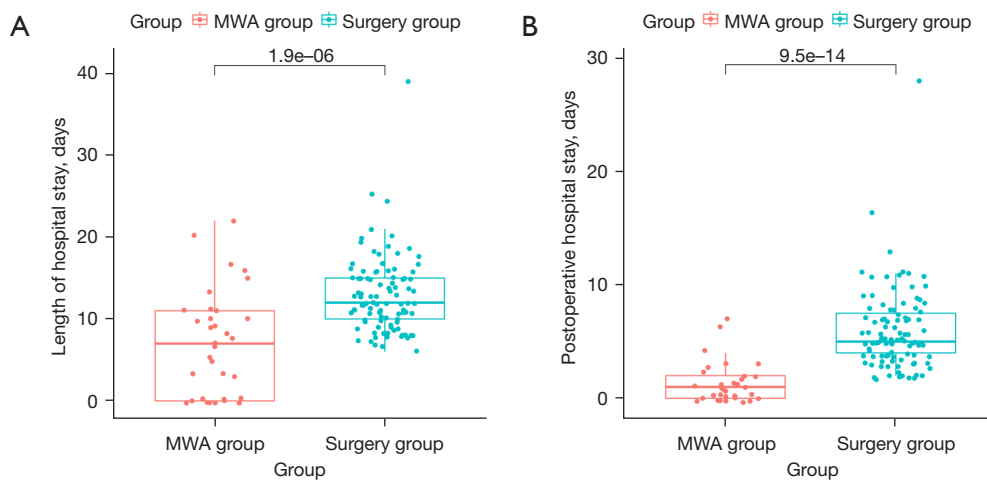 A
Group MWA group Surgery group
1.9e–06
Length of hospital stay, days
40
30
20
10
0
MWA group Surgery group
Group
B
Group MWA group Surgery group
9.5e–14
Postoperative hospital stay, days
30
20
10
0
MWA group Surgery group
Group